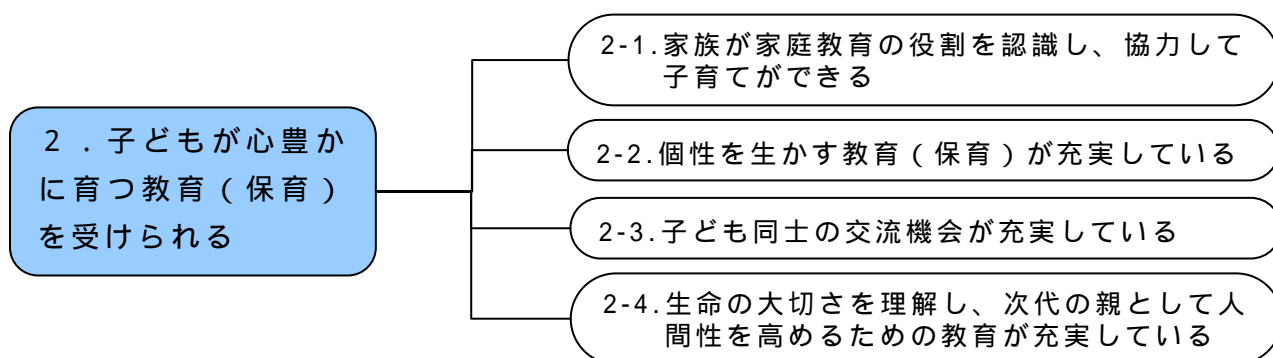 2．子どもが心豊か
に育つ教育（保育）
を受けられる
2-1.家族が家庭教育の役割を認識し、協力して
子育てができる
2-2.個性を生かす教育（保育）が充実している
2-3.子ども同士の交流機会が充実している
2-4.生命の大切さを理解し、次代の親として人
間性を高めるための教育が充実している